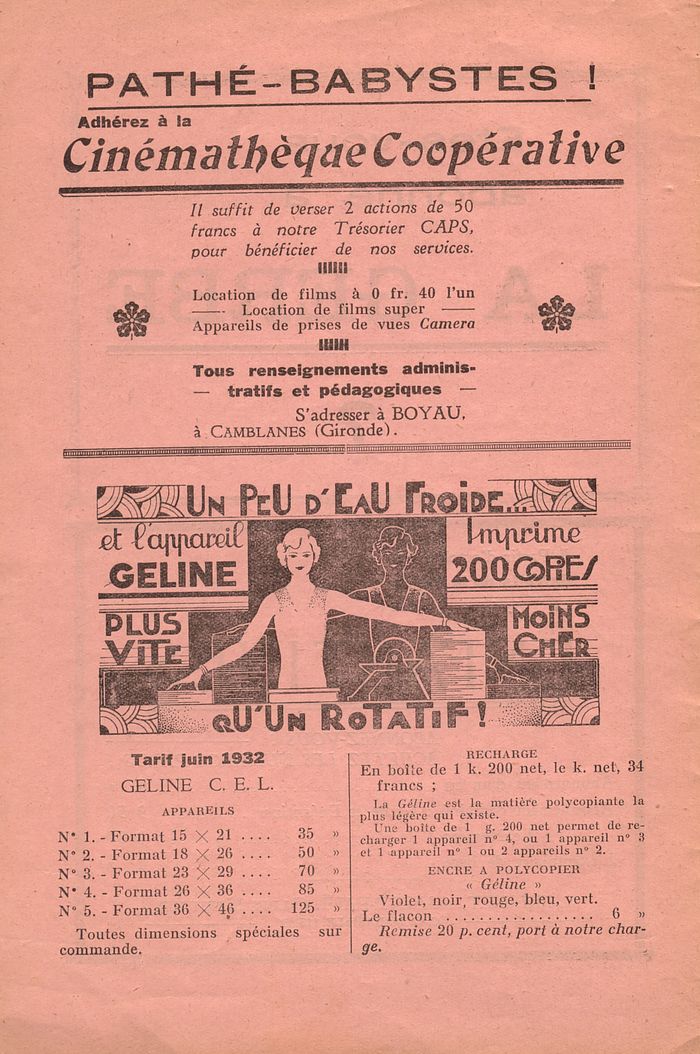 PATHÉ-BABYSTES !
Adhérez à la
Cinémathèque Coopérative
Il suffit de verser 2 actions de 50
francs à notre Trésorier CAPS,
pour bénéficier de nos services.
Location de films à 0 fr. 40 l'un
—— Location de films super ——
Appareils de prises de vues Camera
Tous renseignements adminis-
— tratifs et pédagogiques —
S'adresser à BOYAU,
à CAMBLANES (Gironde).
UN PEU D'EAU FROIDE...
et l'appareil
GELINE
Imprime
200 COPIES
PLUS
VITE
MOINS
CHER
QU'UN ROTATIF !
Tarif juin 1932
GELINE C. E. L.
APPAREILS
N° 1. - Format 15 × 21 .... 35 »
N° 2. - Format 18 × 26 .... 50 »
N° 3. - Format 23 × 29 .... 70 »
N° 4. - Format 26 × 36 .... 85 »
N° 5. - Format 36 × 46 .... 125 »
Toutes dimensions spéciales sur
commande.
RECHARGE
En boîte de 1 k. 200 net, le k. net, 34
francs ;
La Géline est la matière polycopiante la
plus légère qui existe.
Une boîte de 1 g. 200 net permet de re-
charger 1 appareil n° 4, ou 1 appareil n° 3
et 1 appareil n° 1 ou 2 appareils n° 2.
ENCRE A POLYCOPIER
« Géline »
Violet, noir, rouge, bleu, vert.
Le flacon .................. 6 »
Remise 20 p. cent, port à notre char-
ge.